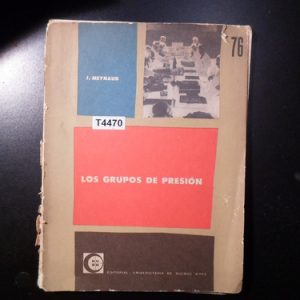 76
J. MEYNAUD
T4470
LOS GRUPOS DE PRESIÓN
EDITORIAL UNIVERSITARIA DE BUENOS AIRES